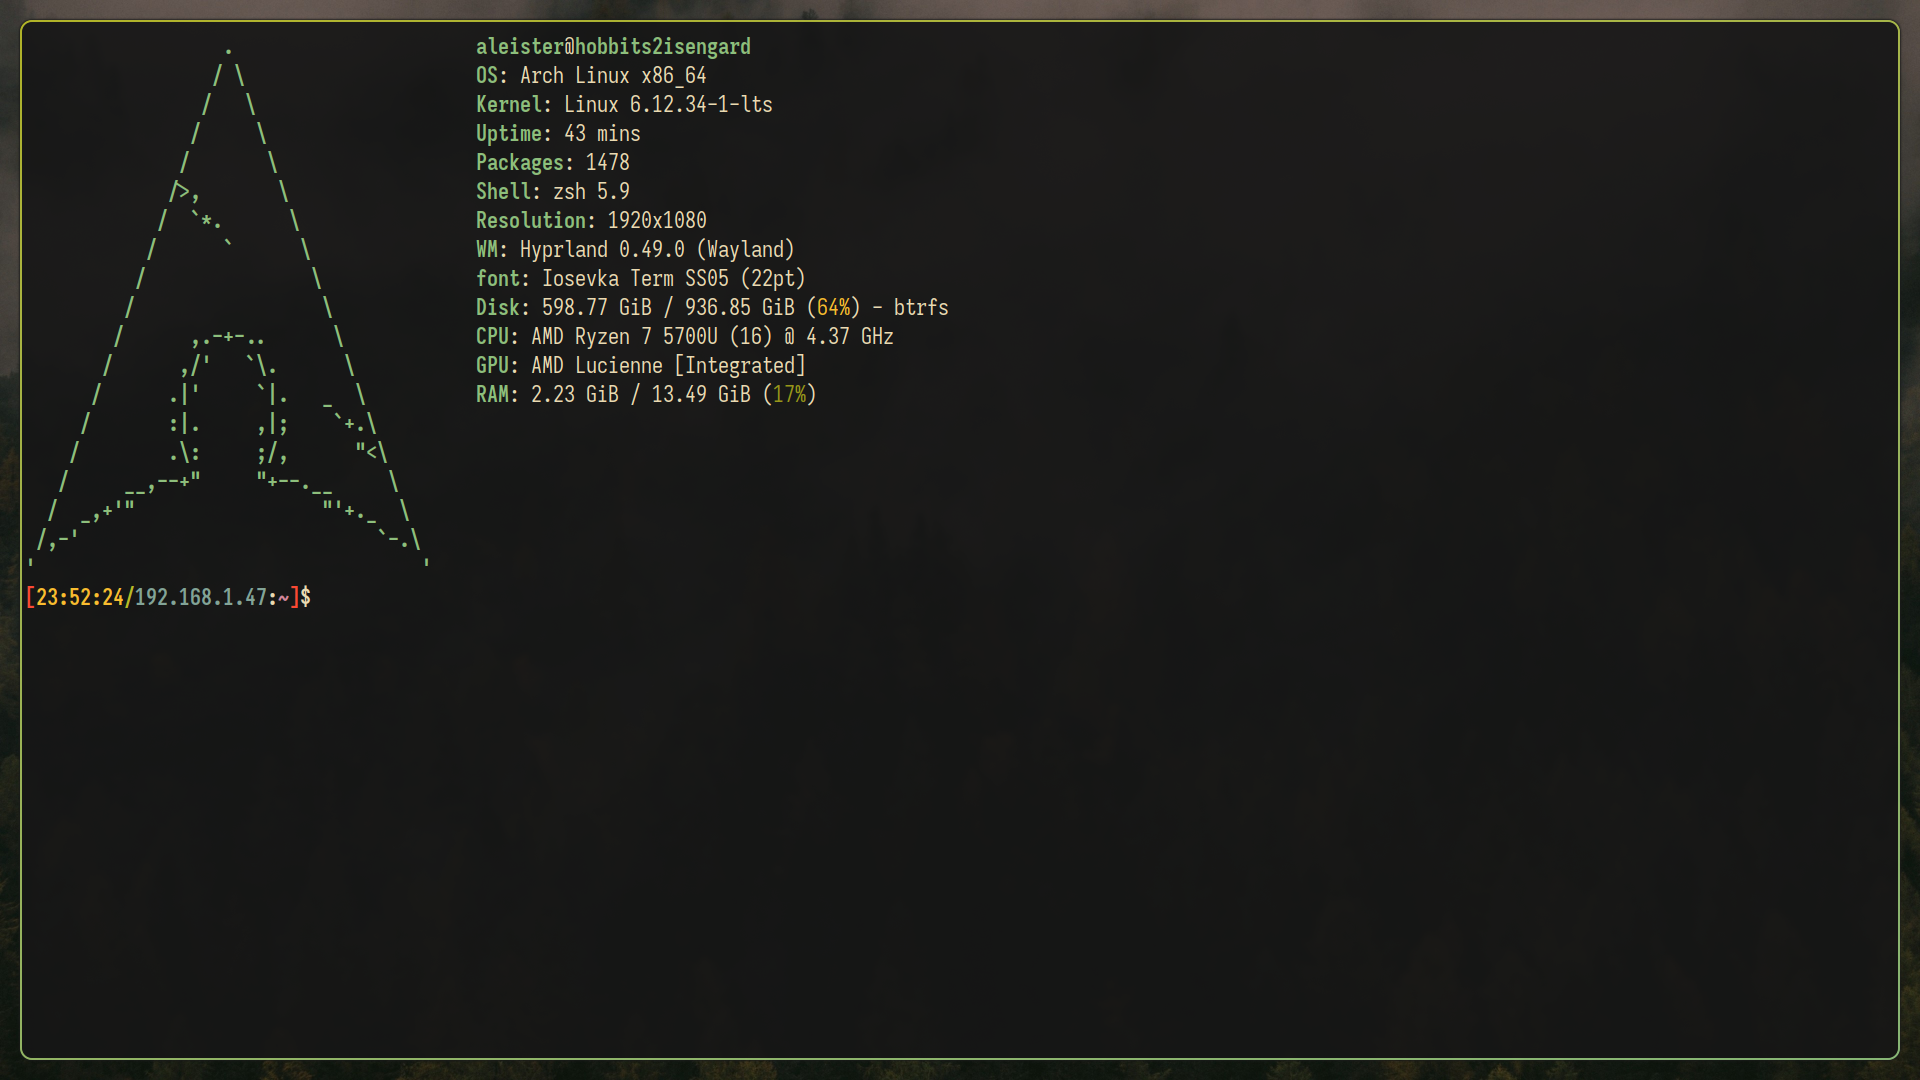 aleister@hobbits2isengard
OS: Arch Linux x86_64
Kernel: Linux 6.12.34-1-lts
Uptime: 43 mins
Packages: 1478
Shell: zsh 5.9
Resolution: 1920x1080
WM: Hyprland 0.49.0 (Wayland)
font: Iosevka Term SS05 (22pt)
Disk: 598.77 GiB / 936.85 GiB (64%) - btrfs
CPU: AMD Ryzen 7 5700U (16) @ 4.37 GHz
GPU: AMD Lucienne [Integrated]
RAM: 2.23 GiB / 13.49 GiB (17%)
[23:52:24/192.168.1.47:~]$